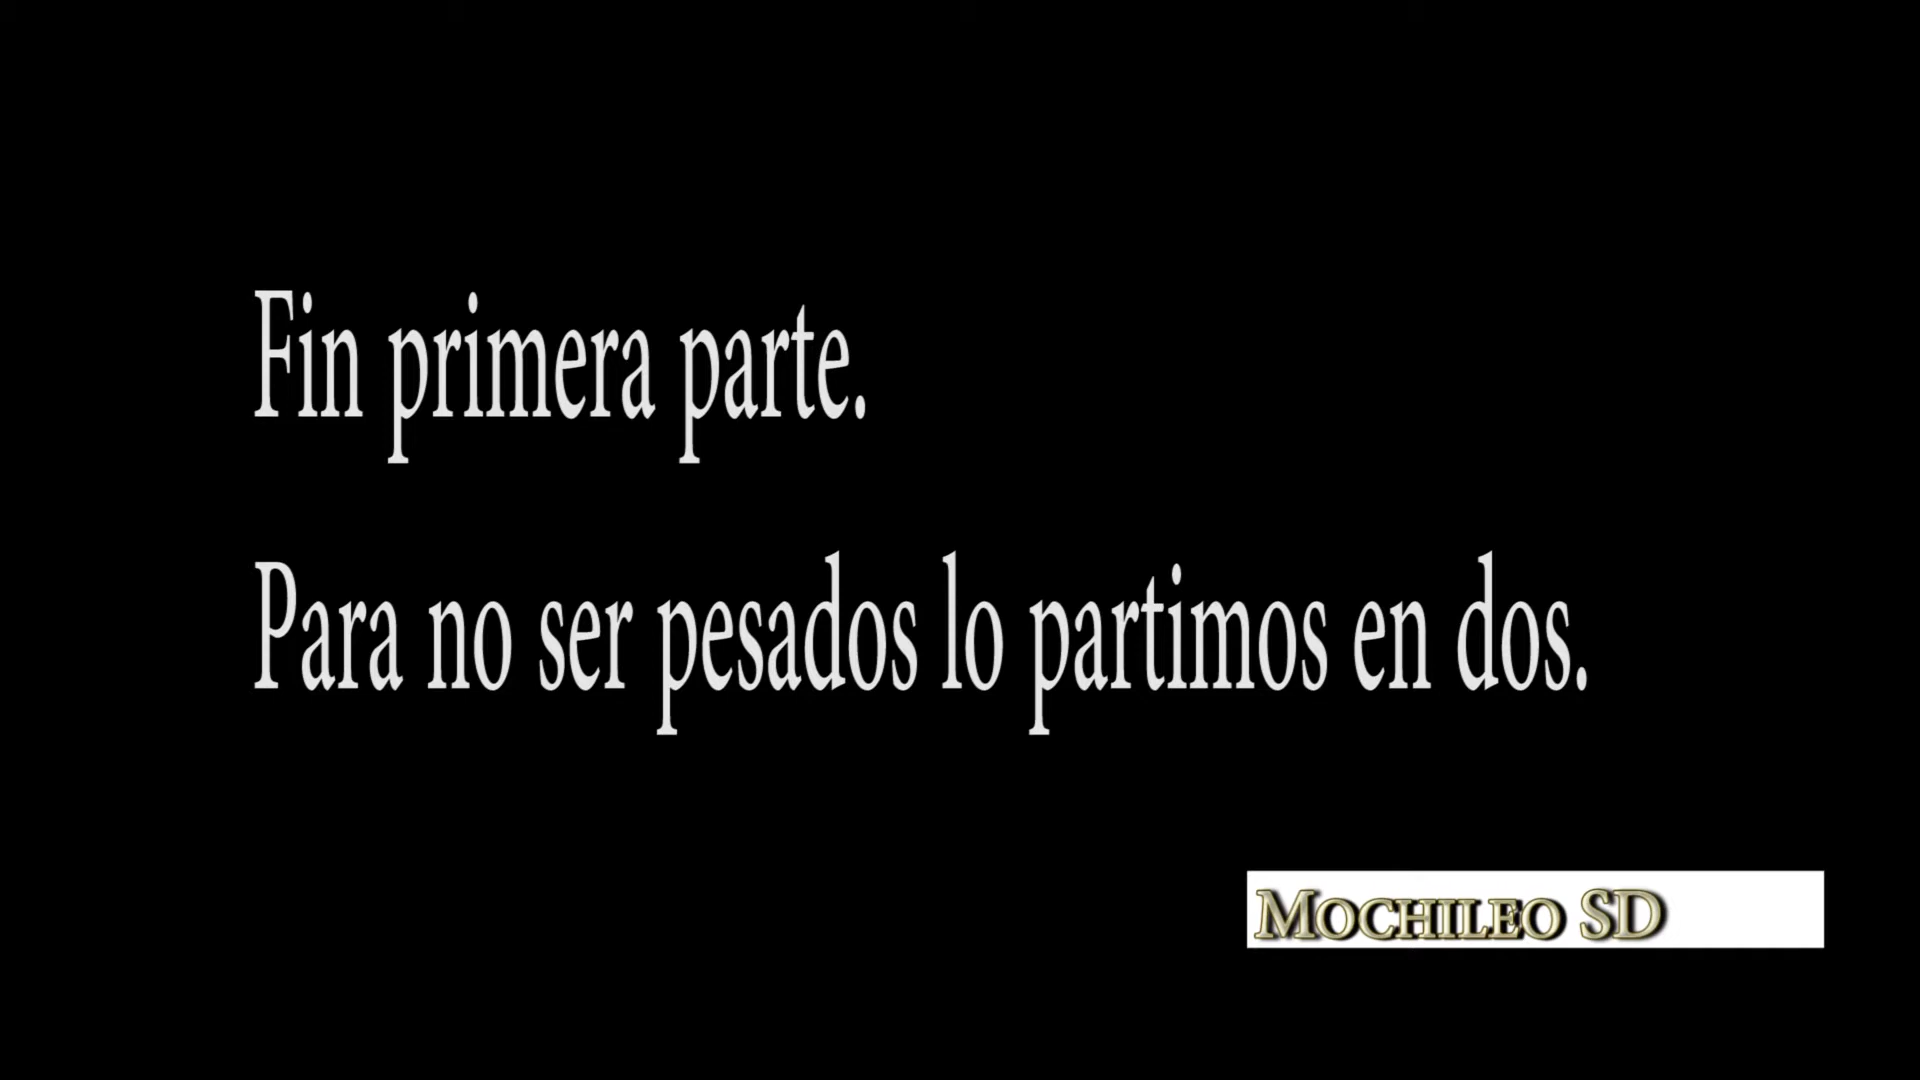 Fin primera parte.
Para no ser pesados lo partimos en dos.
MOCHILEO SD